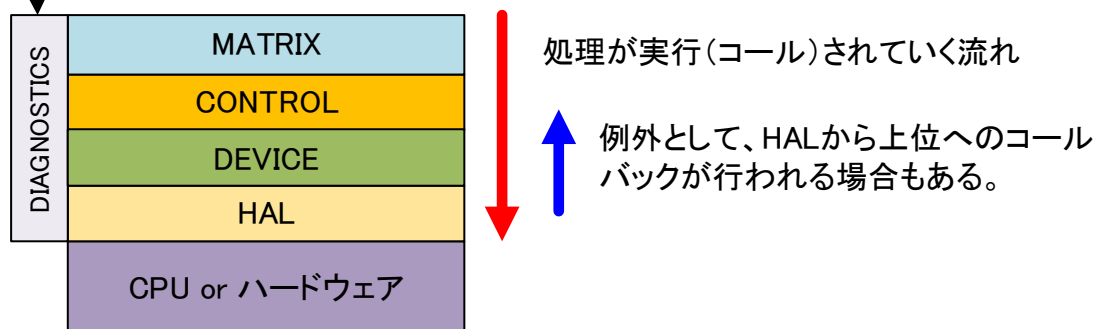 DIAGNOSTICS
MATRIX
CONTROL
DEVICE
HAL
CPU or ハードウェア
処理が実行(コール)されていく流れ
例外として、HALから上位へのコール
バックが行われる場合もある。